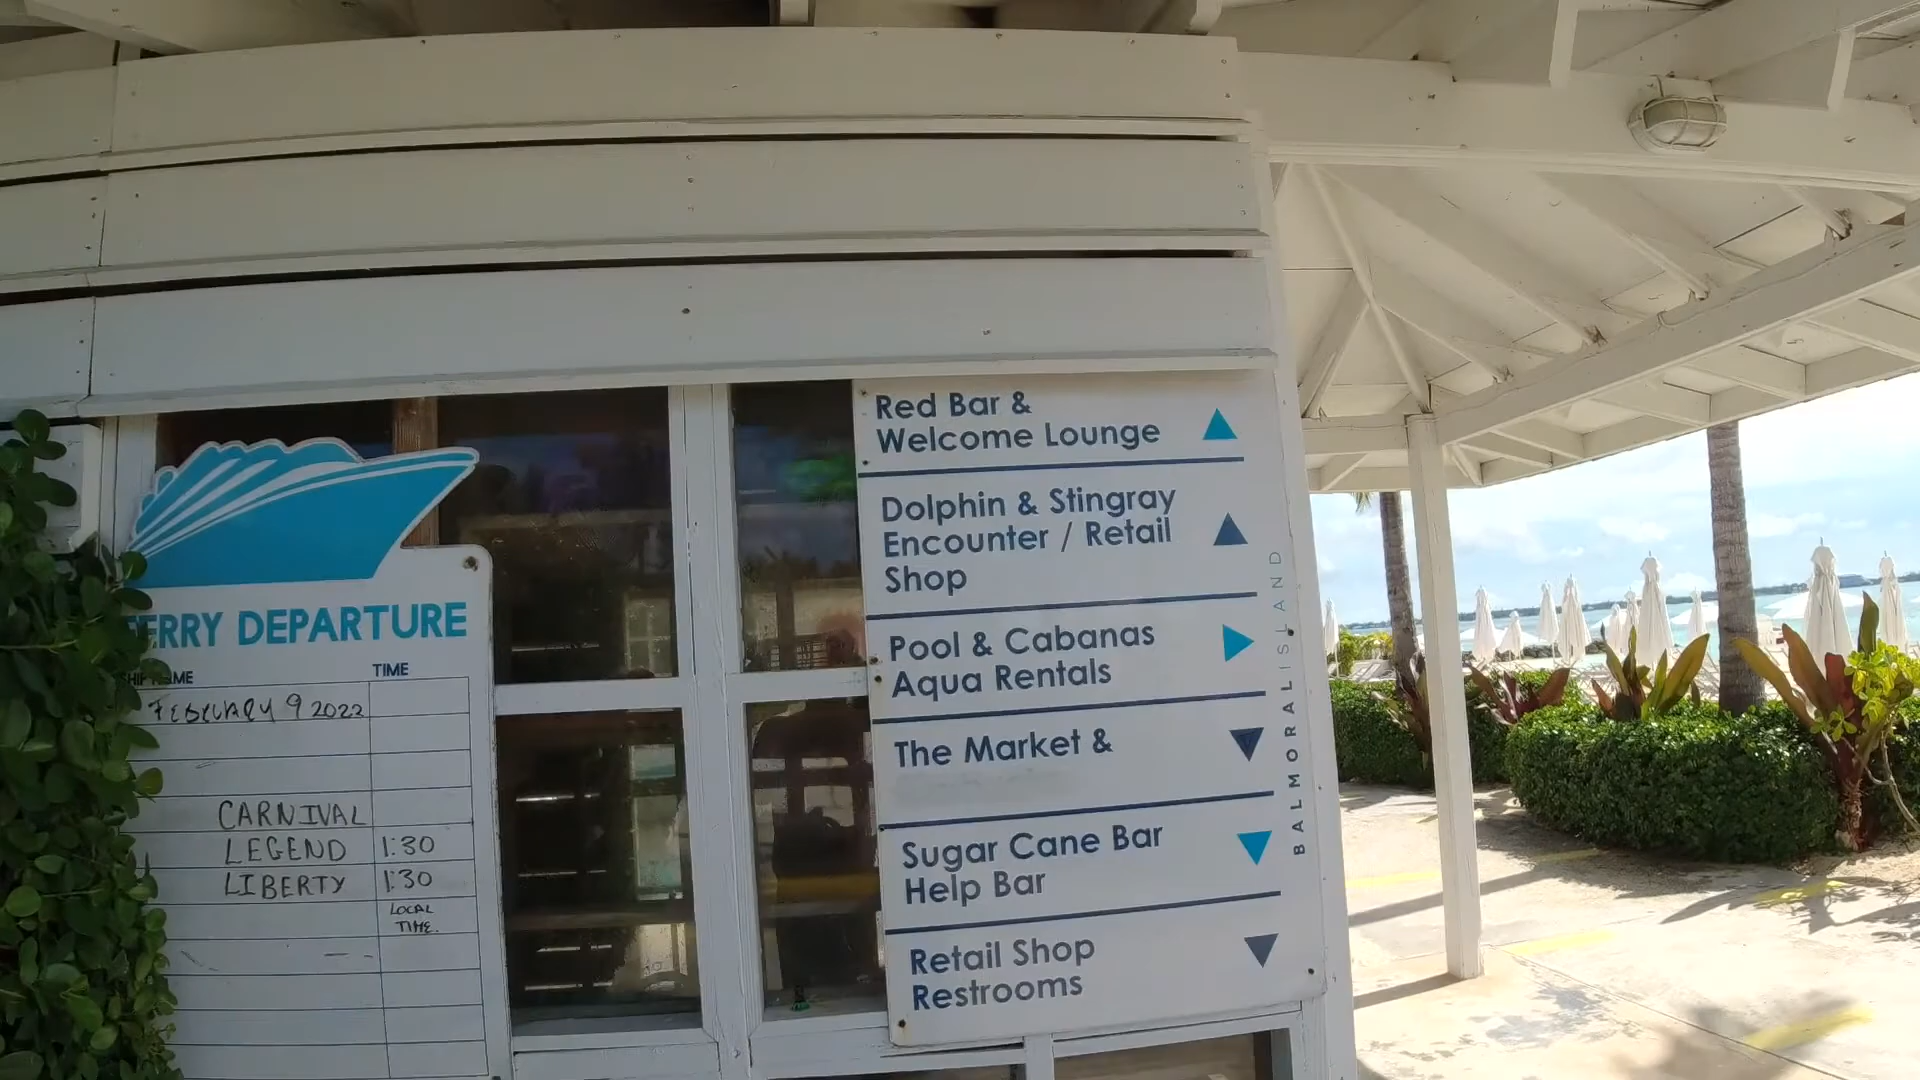 FERRY DEPARTURE
SHIP NAME
TIME
FEBRUARY 9 2022
CARNIVAL
LEGEND 1:30
LIBERTY 1:30
LOCAL
TIME.
Red Bar &
Welcome Lounge
Dolphin & Stingray
Encounter / Retail
Shop
Pool & Cabanas
Aqua Rentals
The Market &
Sugar Cane Bar
Help Bar
Retail Shop
Restrooms
BALMORAL ISLAND